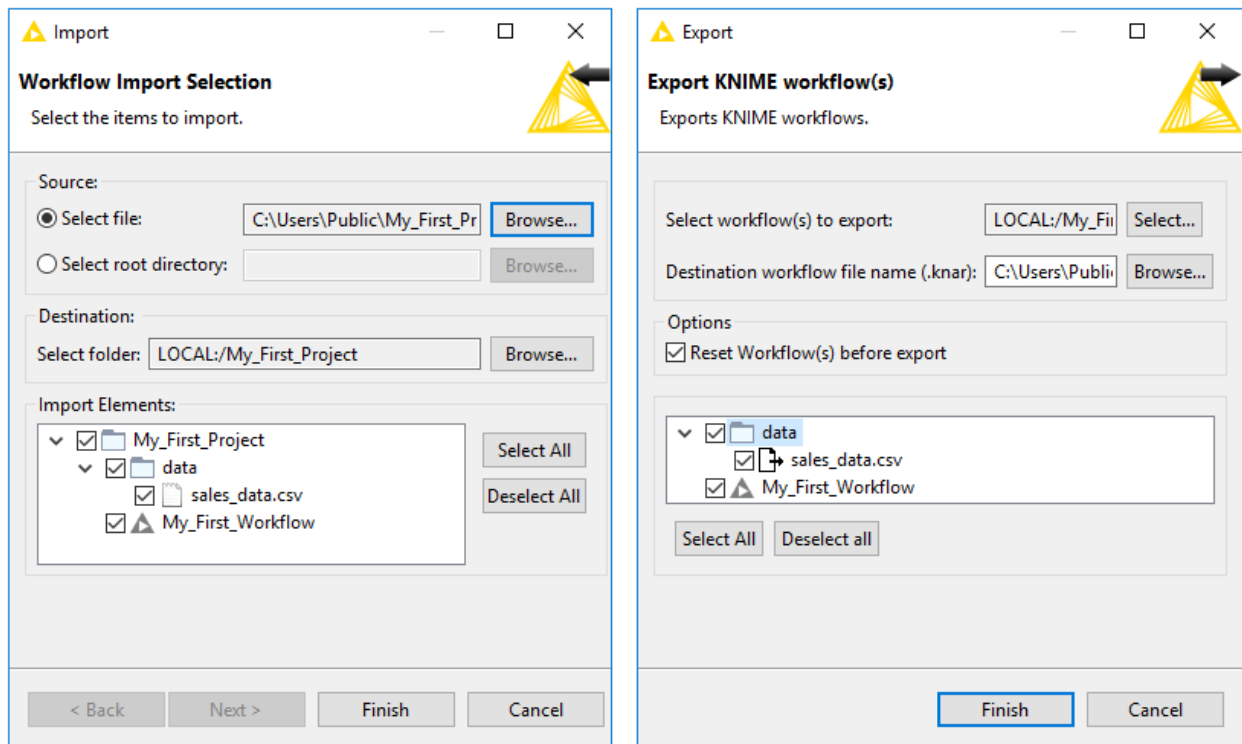 Import
Workflow Import Selection
Select the items to import.
Source:
Select file: C:\Users\Public\My_First_Pr Browse...
Select root directory: Browse...
Destination:
Select folder: LOCAL:/My_First_Project Browse...
Import Elements:
My_First_Project
data
sales_data.csv
My_First_Workflow
Select All
Deselect All
< Back Next > Finish Cancel
Export
Export KNIME workflow(s)
Exports KNIME workflows.
Select workflow(s) to export: LOCAL:/My_Fi Select...
Destination workflow file name (.knar): C:\Users\Publi Browse...
Options
Reset Workflow(s) before export
data
sales_data.csv
My_First_Workflow
Select All Deselect all
Finish Cancel